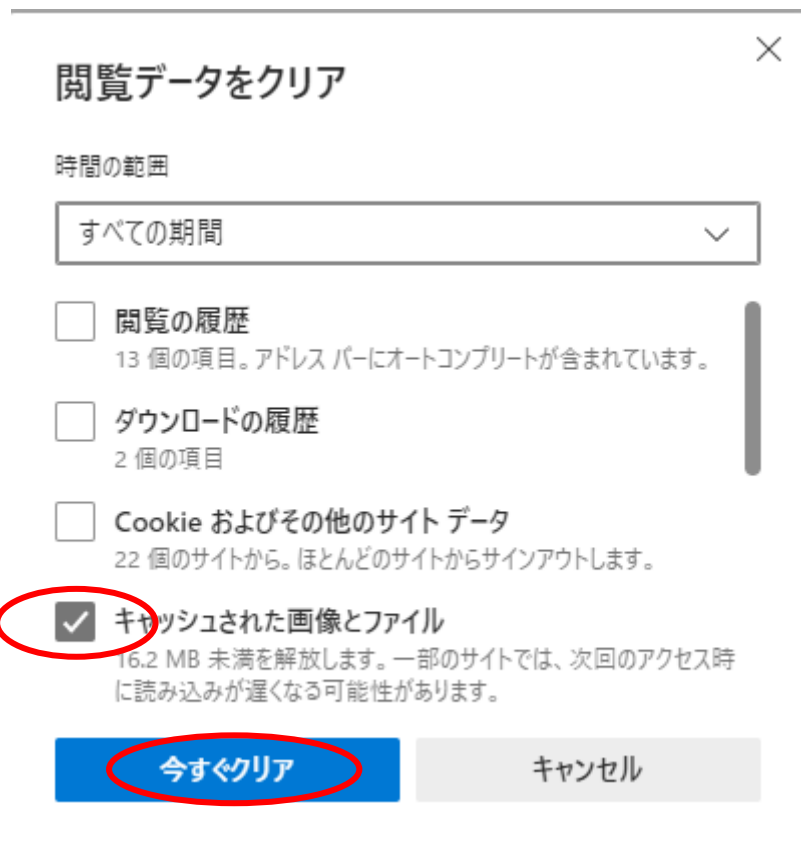 閲覧データをクリア
時間の範囲
すべての期間
閲覧の履歴
13 個の項目。アドレス バーにオートコンプリートが含まれています。
ダウンロードの履歴
2 個の項目
Cookie およびその他のサイト データ
22 個のサイトから。ほとんどのサイトからサインアウトします。
キャッシュされた画像とファイル
16.2 MB 未満を解放します。一部のサイトでは、次回のアクセス時
に読み込みが遅くなる可能性があります。
今すぐクリア
キャンセル